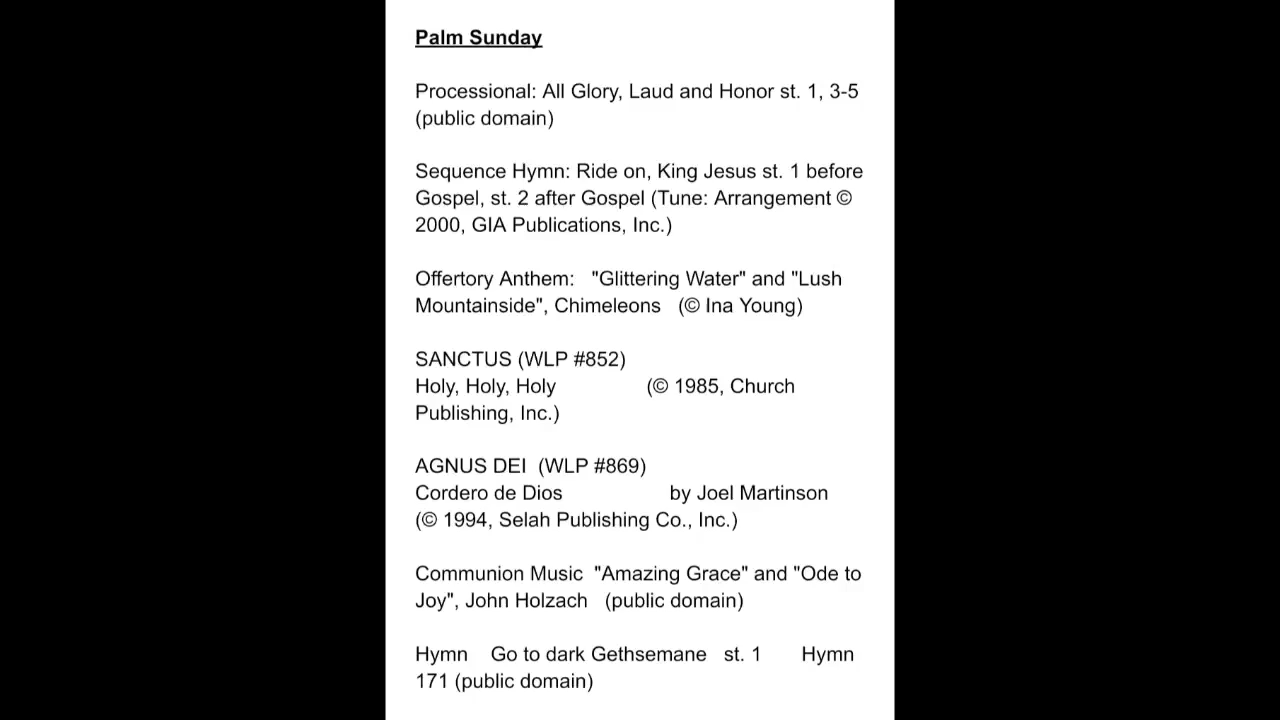 Palm Sunday
Processional: All Glory, Laud and Honor st. 1, 3-5
(public domain)
Sequence Hymn: Ride on, King Jesus st. 1 before
Gospel, st. 2 after Gospel (Tune: Arrangement ©
2000, GIA Publications, Inc.)
Offertory Anthem:   "Glittering Water" and "Lush
Mountainside", Chimeleons   (© Ina Young)
SANCTUS (WLP #852)
Holy, Holy, Holy                (© 1985, Church
Publishing, Inc.)
AGNUS DEI  (WLP #869)
Cordero de Dios                   by Joel Martinson
(© 1994, Selah Publishing Co., Inc.)
Communion Music  "Amazing Grace" and "Ode to
Joy", John Holzach   (public domain)
Hymn    Go to dark Gethsemane   st. 1       Hymn
171 (public domain)